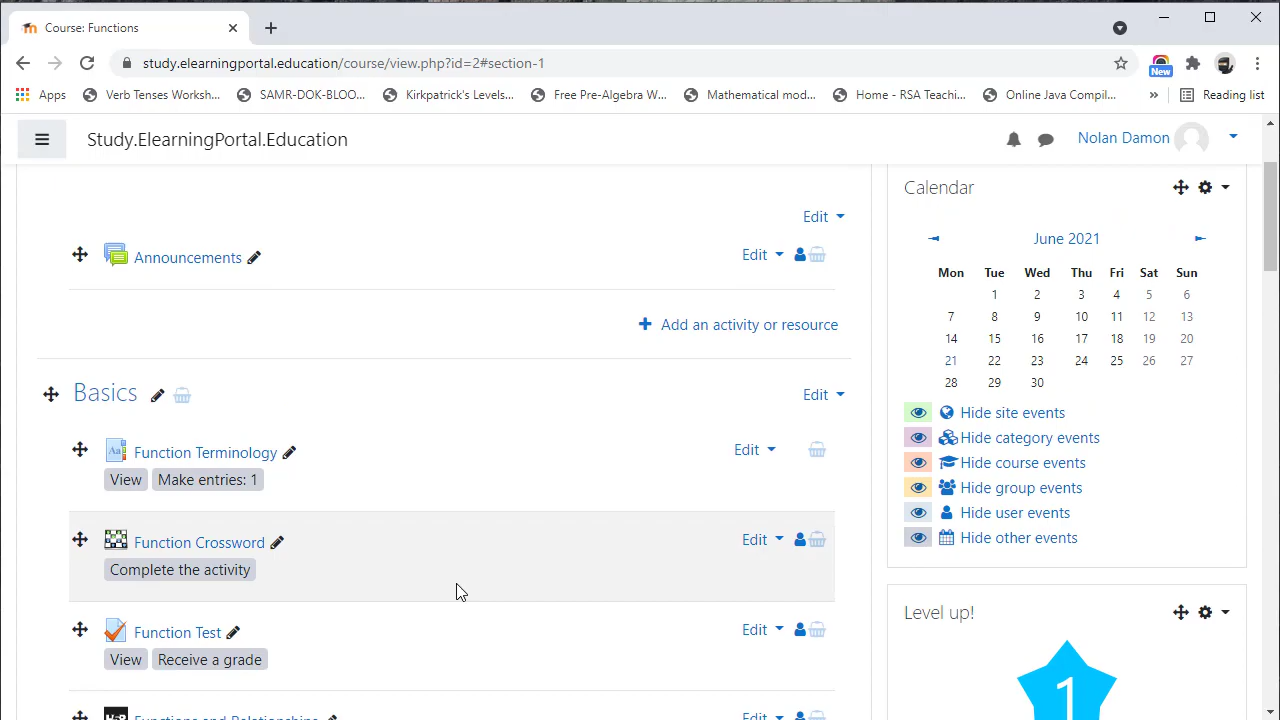 Course: Functions
study.elearningportal.education/course/view.php?id=2#section-1
New
Apps
Verb Tenses Worksh...
SAMR-DOK-BLOO...
Kirkpatrick's Levels...
Free Pre-Algebra W...
Mathematical mod...
Home - RSA Teachi...
Online Java Compil...
»
Reading list
Study.ElearningPortal.Education
Nolan Damon
Edit
Announcements
Edit
+ Add an activity or resource
Basics
Edit
Function Terminology
Edit
View
Make entries: 1
Function Crossword
Edit
Complete the activity
Function Test
Edit
View
Receive a grade
Functions and Relationships
Edit
Calendar
◄ June 2021 ►
Mon Tue Wed Thu Fri Sat Sun
1 2 3 4 5 6
7 8 9 10 11 12 13
14 15 16 17 18 19 20
21 22 23 24 25 26 27
28 29 30
Hide site events
Hide category events
Hide course events
Hide group events
Hide user events
Hide other events
Level up!
1